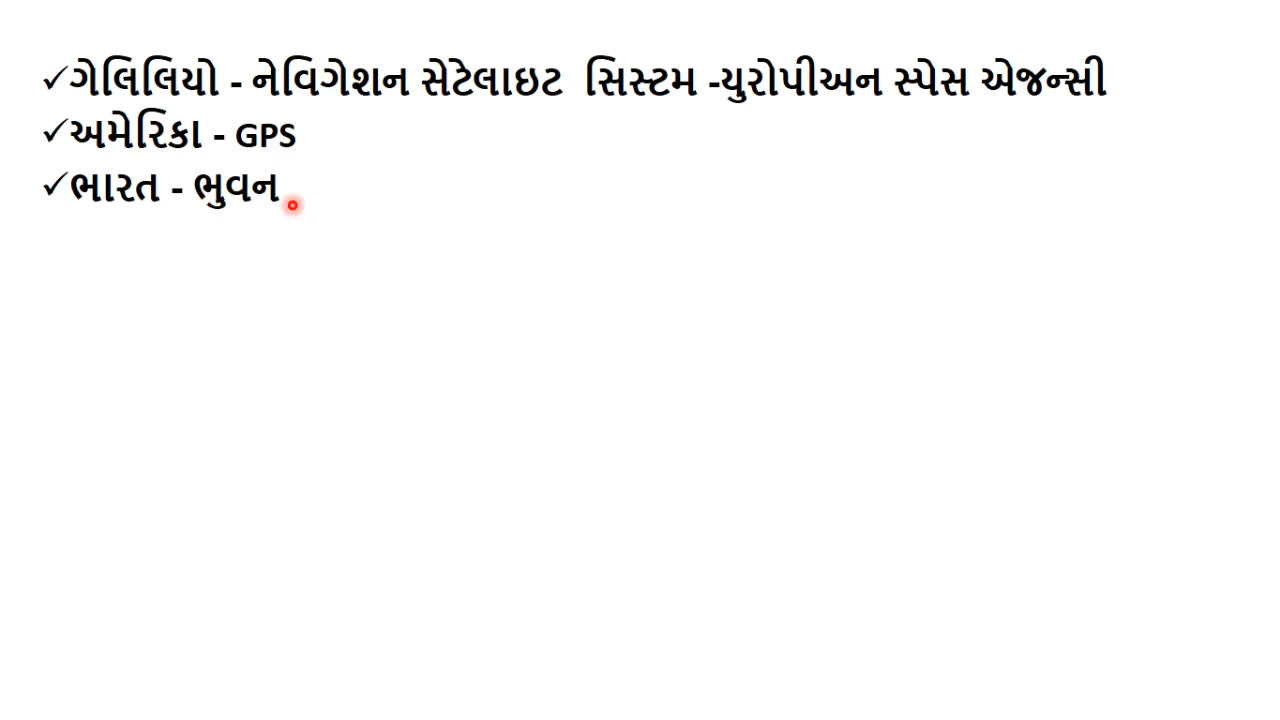 ✓ગેલિલિયો - નેવિગેશન સેટેલાઇટ  સિસ્ટમ -યુરોપીઅન સ્પેસ એજન્સી
✓અમેરિકા - GPS
✓ભારત - ભુવન